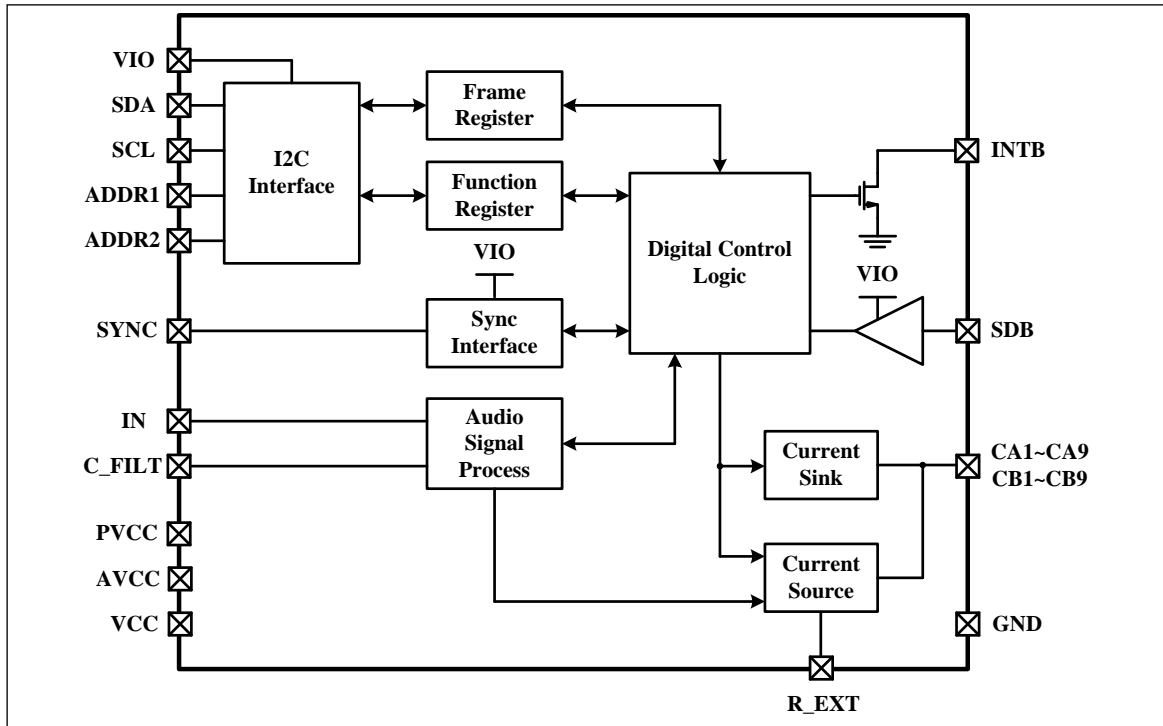 VIO
SDA
SCL
ADDR1
ADDR2
SYNC
IN
C_FILT
PVCC
AVCC
VCC
I2C
Interface
Frame
Register
Function
Register
VIO
Sync
Interface
Audio
Signal
Process
Digital Control
Logic
VIO
Current
Sink
Current
Source
INTB
SDB
CA1~CA9
CB1~CB9
GND
R_EXT